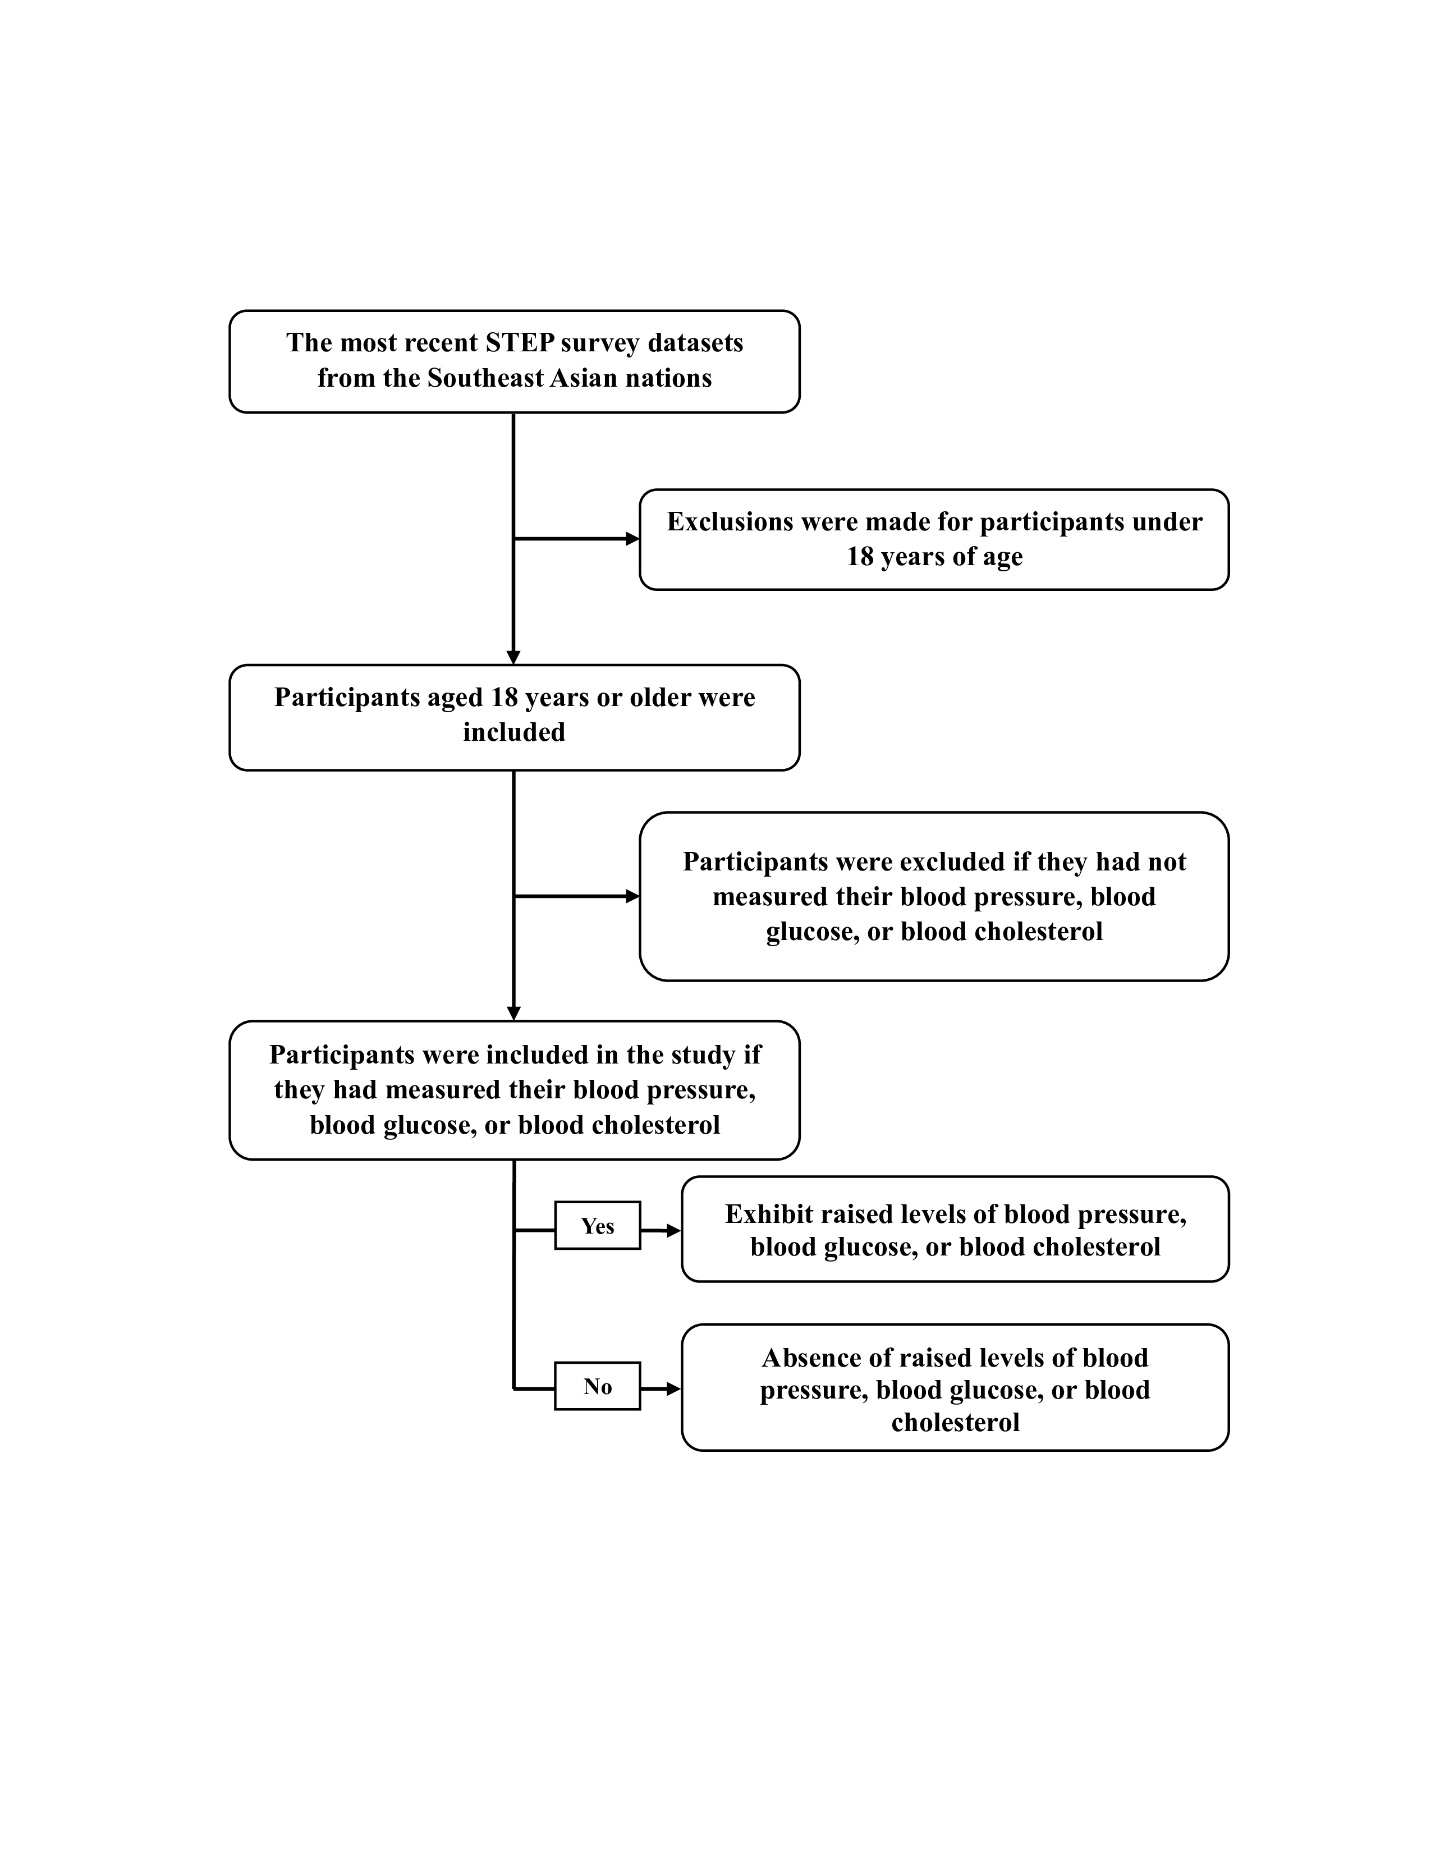 The most recent STEP survey datasets
from the Southeast Asian nations
Exclusions were made for participants under
18 years of age
Participants aged 18 years or older were
included
Participants were excluded if they had not
measured their blood pressure, blood
glucose, or blood cholesterol
Participants were included in the study if
they had measured their blood pressure,
blood glucose, or blood cholesterol
Yes
Exhibit raised levels of blood pressure,
blood glucose, or blood cholesterol
No
Absence of raised levels of blood
pressure, blood glucose, or blood
cholesterol